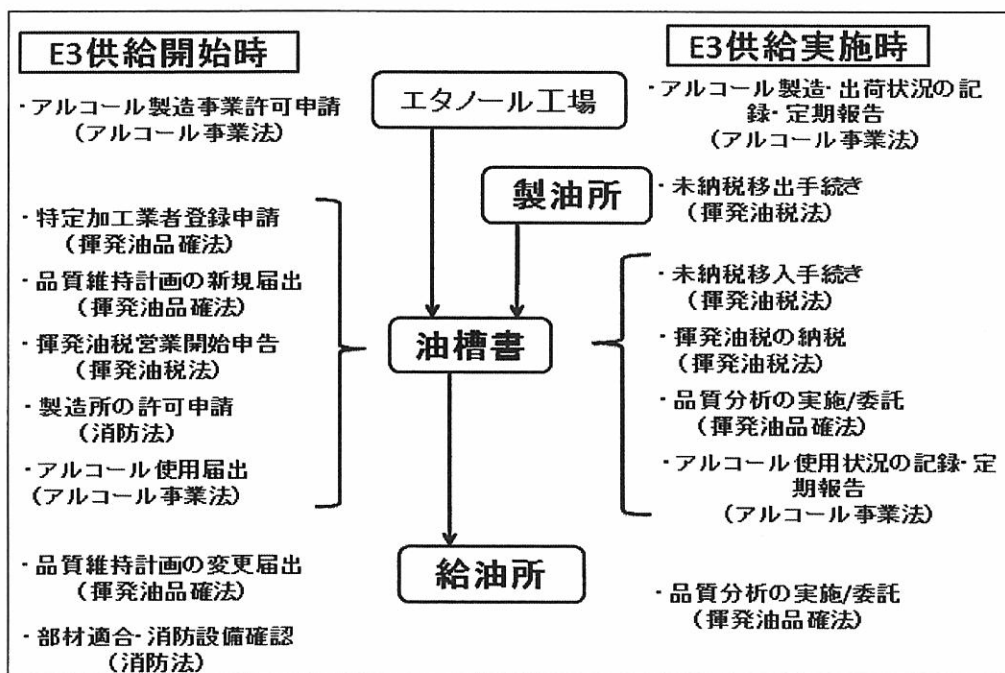 E3供給開始時
・アルコール製造事業許可申請
(アルコール事業法)
・特定加工業者登録申請
(揮発油品確法)
・品質維持計画の新規届出
(揮発油品確法)
・揮発油税営業開始申告
(揮発油税法)
・製造所の許可申請
(消防法)
・アルコール使用届出
(アルコール事業法)
・品質維持計画の変更届出
(揮発油品確法)
・部材適合・消防設備確認
(消防法)
エタノール工場
製油所
油槽書
給油所
E3供給実施時
・アルコール製造・出荷状況の記
録・定期報告
(アルコール事業法)
・未納税移出手続き
(揮発油税法)
・未納税移入手続き
(揮発油税法)
・揮発油税の納税
(揮発油税法)
・品質分析の実施/委託
(揮発油品確法)
・アルコール使用状況の記録・定
期報告
(アルコール事業法)
・品質分析の実施/委託
(揮発油品確法)